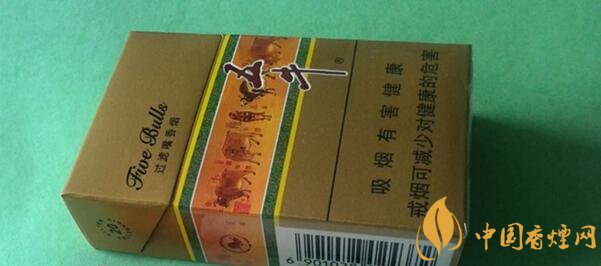 Five Bulls
过滤嘴香烟
20
五牛
®
吸烟有害健康
戒烟可减少对健康的危害
中国香烟网